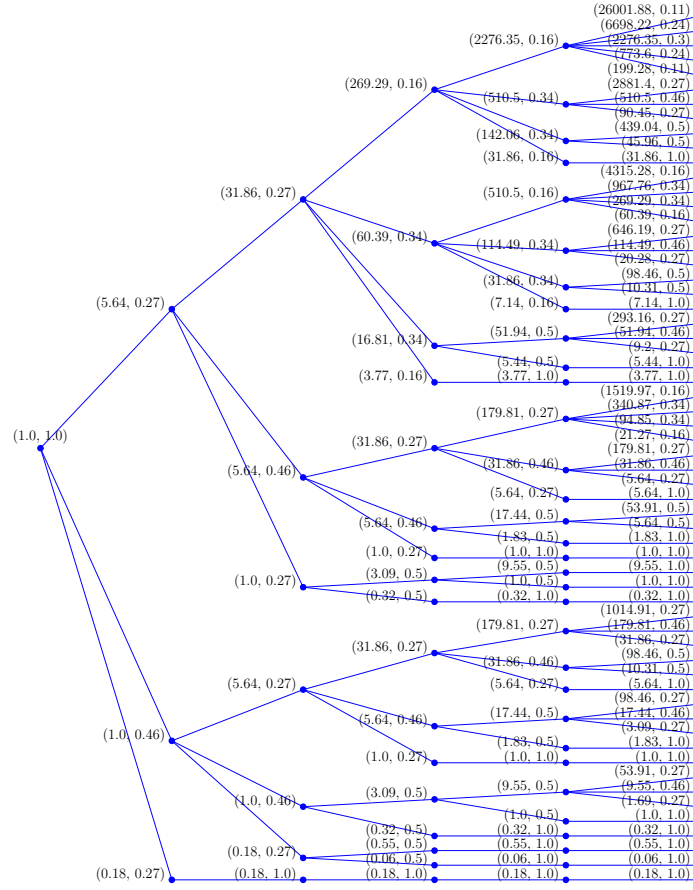 (26001.88, 0.11)
(6698.22, 0.24)
(2276.35, 0.16) (2276.35, 0.3)
(773.6, 0.24)
(199.28, 0.11)
(269.29, 0.16) (2881.4, 0.27)
(510.5, 0.34) (510.5, 0.46)
(90.45, 0.27)
(439.04, 0.5)
(142.06, 0.34) (45.96, 0.5)
(31.86, 0.16) (31.86, 1.0)
(4315.28, 0.16)
(31.86, 0.27) (510.5, 0.16) (967.76, 0.34)
(269.29, 0.34)
(60.39, 0.16)
(60.39, 0.34) (646.19, 0.27)
(114.49, 0.34) (114.49, 0.46)
(20.28, 0.27)
(98.46, 0.5)
(31.86, 0.34) (10.31, 0.5)
(5.64, 0.27) (7.14, 0.16) (7.14, 1.0)
(293.16, 0.27)
(16.81, 0.34) (51.94, 0.5) (51.94, 0.46)
(9.2, 0.27)
(5.44, 0.5) (5.44, 1.0)
(3.77, 0.16) (3.77, 1.0) (3.77, 1.0)
(1519.97, 0.16)
(179.81, 0.27) (340.87, 0.34)
(94.85, 0.34)
(1.0, 1.0) (21.27, 0.16)
(31.86, 0.27) (179.81, 0.27)
(5.64, 0.46) (31.86, 0.46) (31.86, 0.46)
(5.64, 0.27)
(5.64, 0.27) (5.64, 1.0)
(17.44, 0.5) (53.91, 0.5)
(5.64, 0.46) (5.64, 0.5)
(1.83, 0.5) (1.83, 1.0)
(1.0, 0.27) (1.0, 1.0) (1.0, 1.0)
(9.55, 0.5) (9.55, 1.0)
(1.0, 0.27) (3.09, 0.5) (1.0, 0.5) (1.0, 1.0)
(0.32, 0.5) (0.32, 1.0) (0.32, 1.0)
(1014.91, 0.27)
(179.81, 0.27) (179.81, 0.46)
(31.86, 0.27)
(31.86, 0.27) (98.46, 0.5)
(31.86, 0.46) (10.31, 0.5)
(5.64, 0.27) (5.64, 0.27) (5.64, 1.0)
(98.46, 0.27)
(5.64, 0.46) (17.44, 0.5) (17.44, 0.46)
(3.09, 0.27)
(1.0, 0.46) (1.83, 0.5) (1.83, 1.0)
(1.0, 0.27) (1.0, 1.0) (1.0, 1.0)
(53.91, 0.27)
(1.0, 0.46) (3.09, 0.5) (9.55, 0.5) (9.55, 0.46)
(1.69, 0.27)
(1.0, 0.5) (1.0, 1.0)
(0.32, 0.5) (0.32, 1.0) (0.32, 1.0)
(0.18, 0.27) (0.55, 0.5) (0.55, 1.0) (0.55, 1.0)
(0.06, 0.5) (0.06, 1.0) (0.06, 1.0)
(0.18, 0.27) (0.18, 1.0) (0.18, 1.0) (0.18, 1.0) (0.18, 1.0)